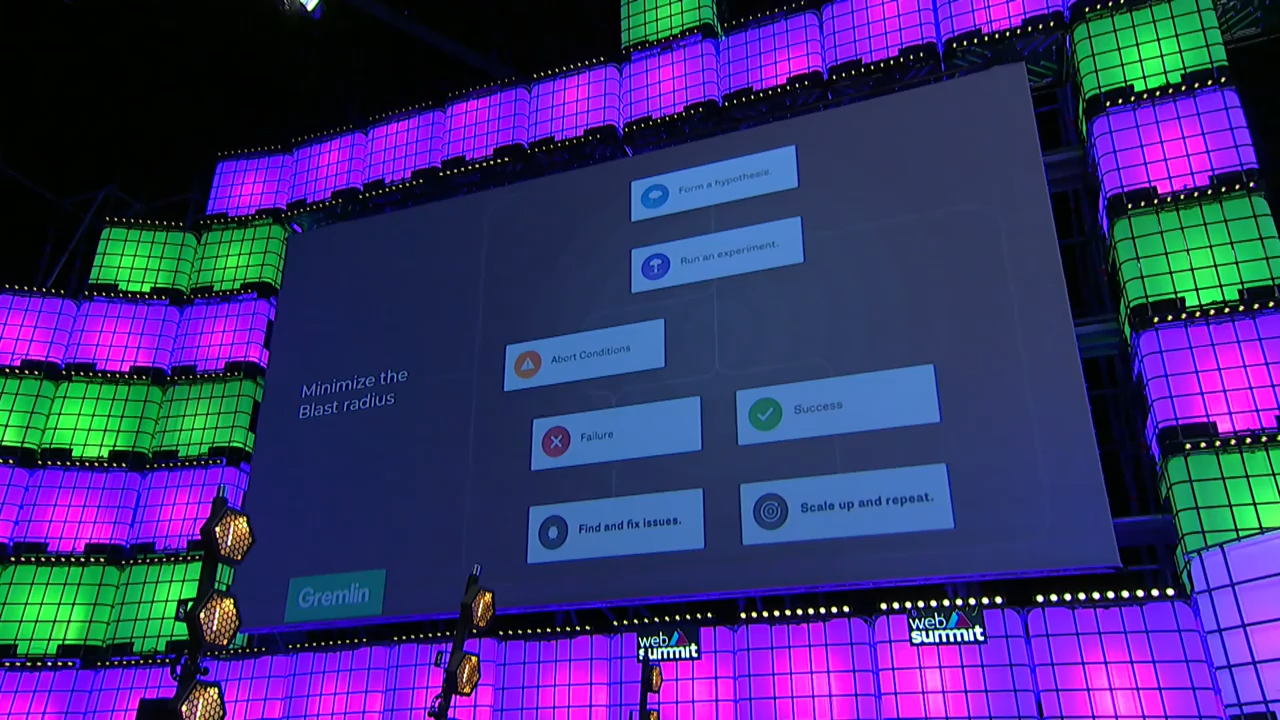 Form a hypothesis.
Run an experiment.
Abort Conditions
Minimize the
Blast radius
Failure
Success
Find and fix issues.
Scale up and repeat.
Gremlin
web
summit
web
summit